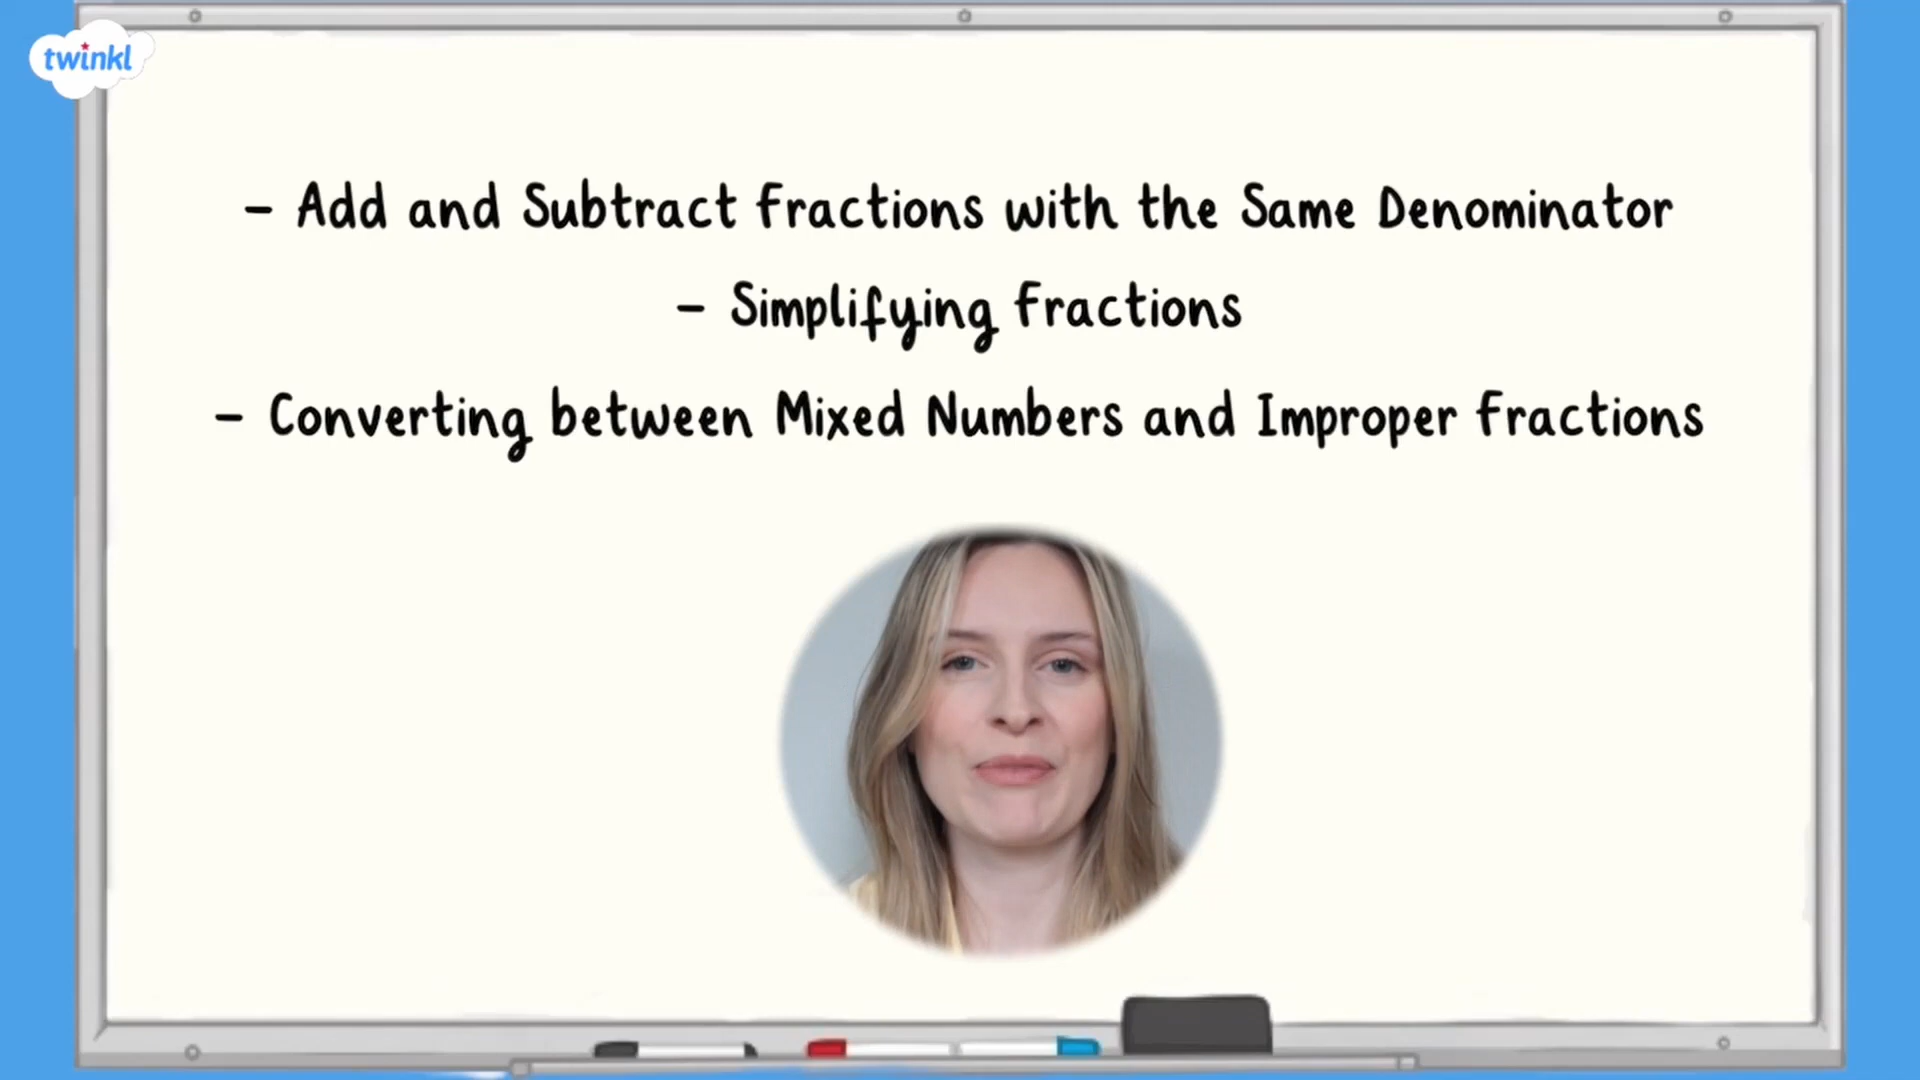 twinkl
- Add and Subtract Fractions with the Same Denominator
- Simplifying Fractions
- Converting between Mixed Numbers and Improper Fractions